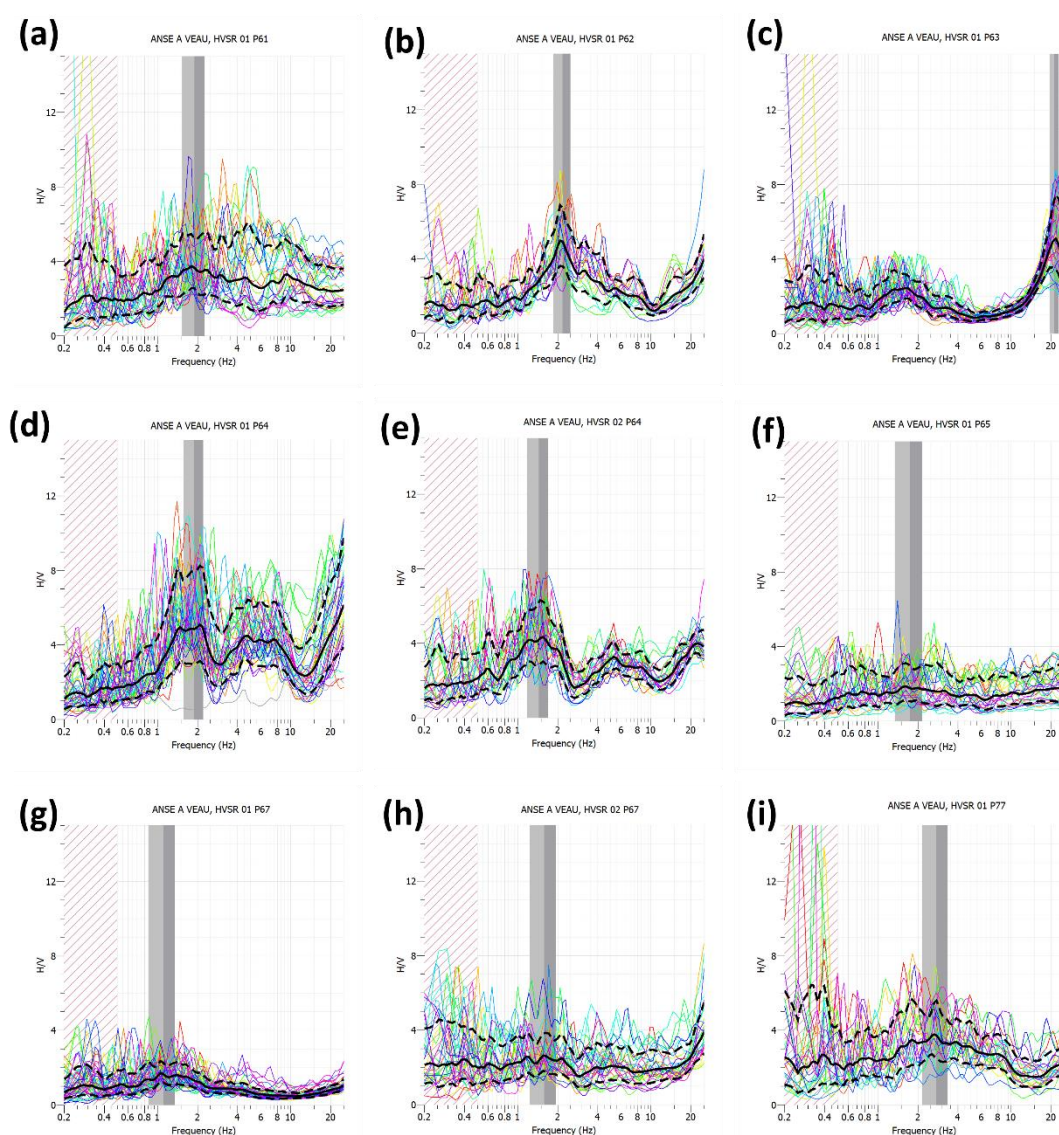 (a)
ANSE A VEAU, HVSR 01 P61
12
8
4
0
H/V
0.2 0.4 0.6 0.8 1 2 4 6 8 10 20
Frequency (Hz)
(b)
ANSE A VEAU, HVSR 01 P62
12
8
4
0
H/V
0.2 0.4 0.6 0.8 1 2 4 6 8 10 20
Frequency (Hz)
(c)
ANSE A VEAU, HVSR 01 P63
12
8
4
0
H/V
0.2 0.4 0.6 0.8 1 2 4 6 8 10 20
Frequency (Hz)
(d)
ANSE A VEAU, HVSR 01 P64
12
8
4
0
H/V
0.2 0.4 0.6 0.8 1 2 4 6 8 10 20
Frequency (Hz)
(e)
ANSE A VEAU, HVSR 02 P64
12
8
4
0
H/V
0.2 0.4 0.6 0.8 1 2 4 6 8 10 20
Frequency (Hz)
(f)
ANSE A VEAU, HVSR 01 P65
12
8
4
0
H/V
0.2 0.4 0.6 0.8 1 2 4 6 8 10 20
Frequency (Hz)
(g)
ANSE A VEAU, HVSR 01 P67
12
8
4
0
H/V
0.2 0.4 0.6 0.8 1 2 4 6 8 10 20
Frequency (Hz)
(h)
ANSE A VEAU, HVSR 02 P67
12
8
4
0
H/V
0.2 0.4 0.6 0.8 1 2 4 6 8 10 20
Frequency (Hz)
(i)
ANSE A VEAU, HVSR 01 P77
12
8
4
0
H/V
0.2 0.4 0.6 0.8 1 2 4 6 8 10 20
Frequency (Hz)